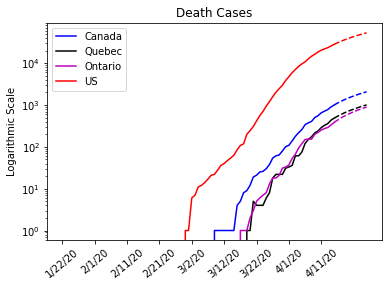 Death Cases
Canada
Quebec
Ontario
US
Logarithmic Scale
10⁴
10³
10²
10¹
10⁰
1/22/20
2/1/20
2/11/20
2/21/20
3/2/20
3/12/20
3/22/20
4/1/20
4/11/20